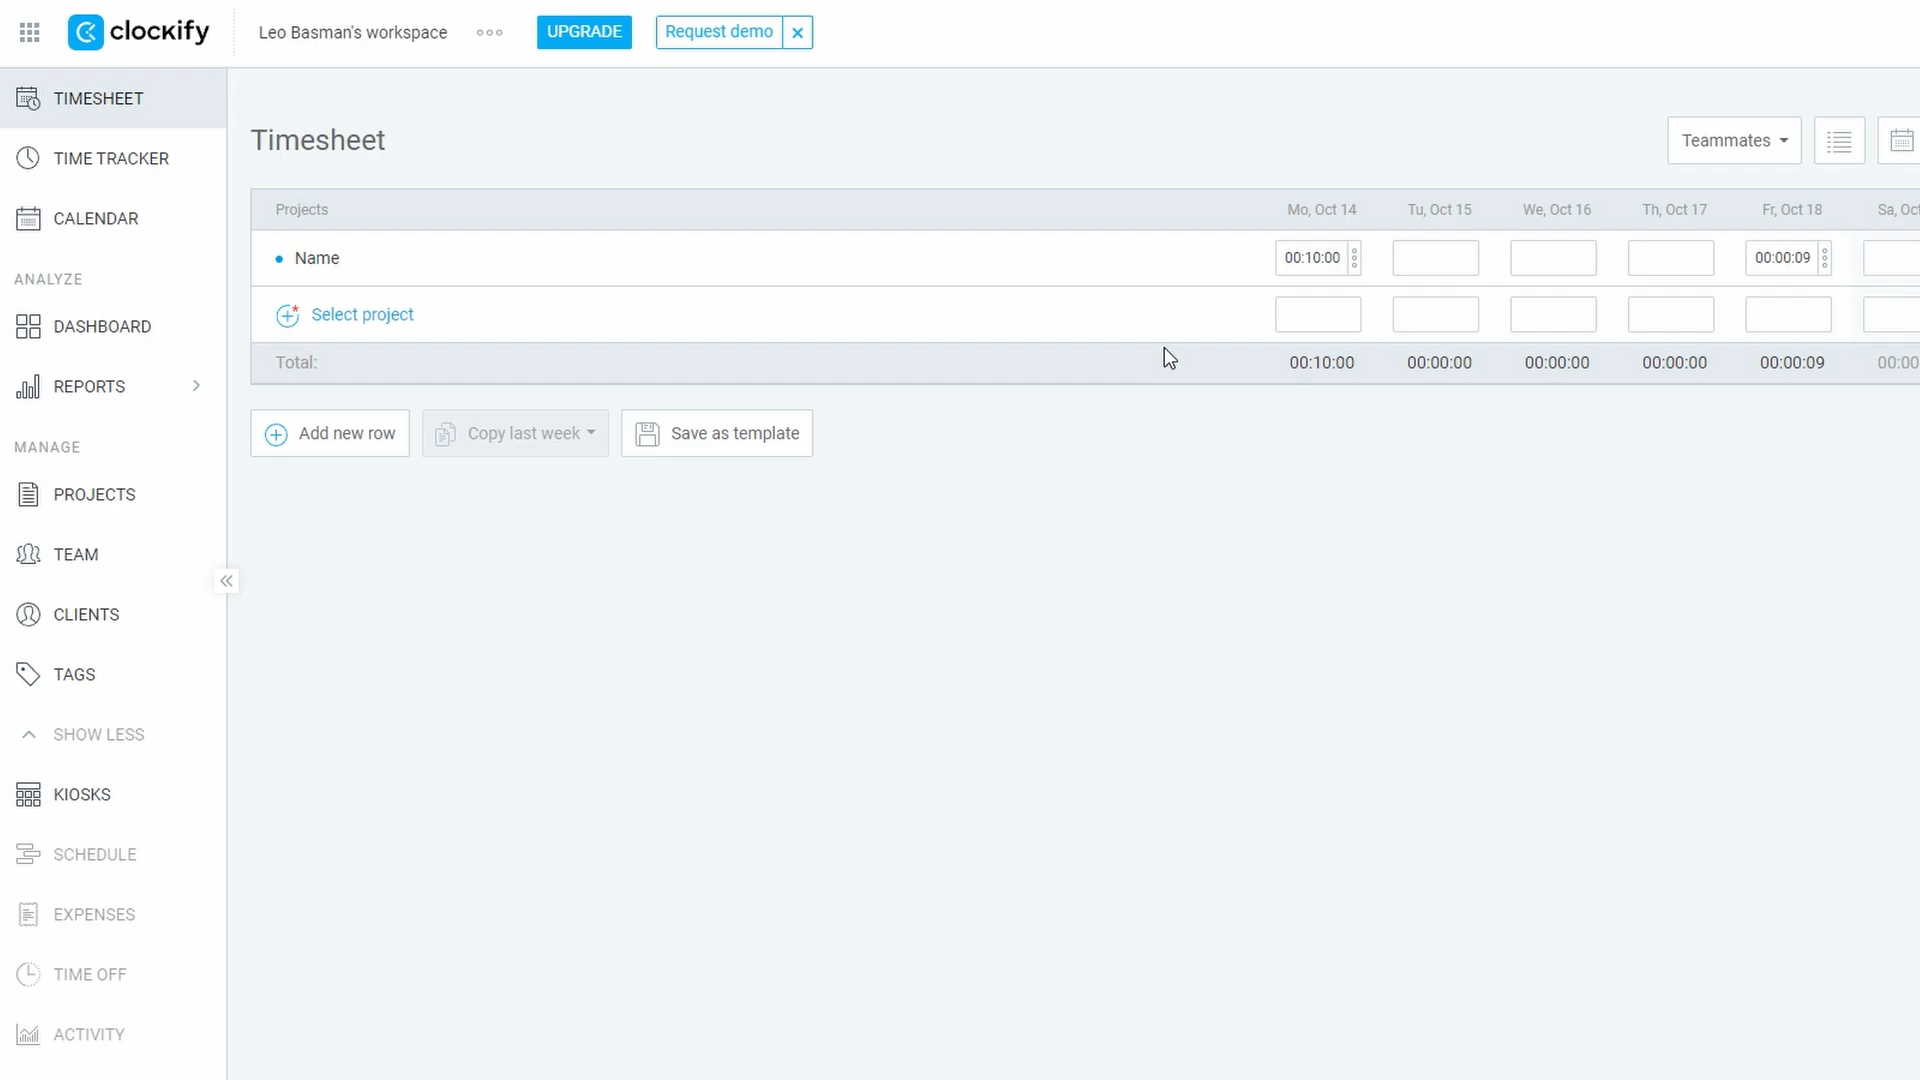 clockify
Leo Basman's workspace
UPGRADE
Request demo
TIMESHEET
TIME TRACKER
CALENDAR
ANALYZE
DASHBOARD
REPORTS
MANAGE
PROJECTS
TEAM
CLIENTS
TAGS
SHOW LESS
KIOSKS
SCHEDULE
EXPENSES
TIME OFF
ACTIVITY
Timesheet
Teammates
Projects Mo, Oct 14 Tu, Oct 15 We, Oct 16 Th, Oct 17 Fr, Oct 18 Sa, Oct
Name 00:10:00 00:00:09
Select project
Total: 00:10:00 00:00:00 00:00:00 00:00:00 00:00:09 00:00
Add new row Copy last week Save as template